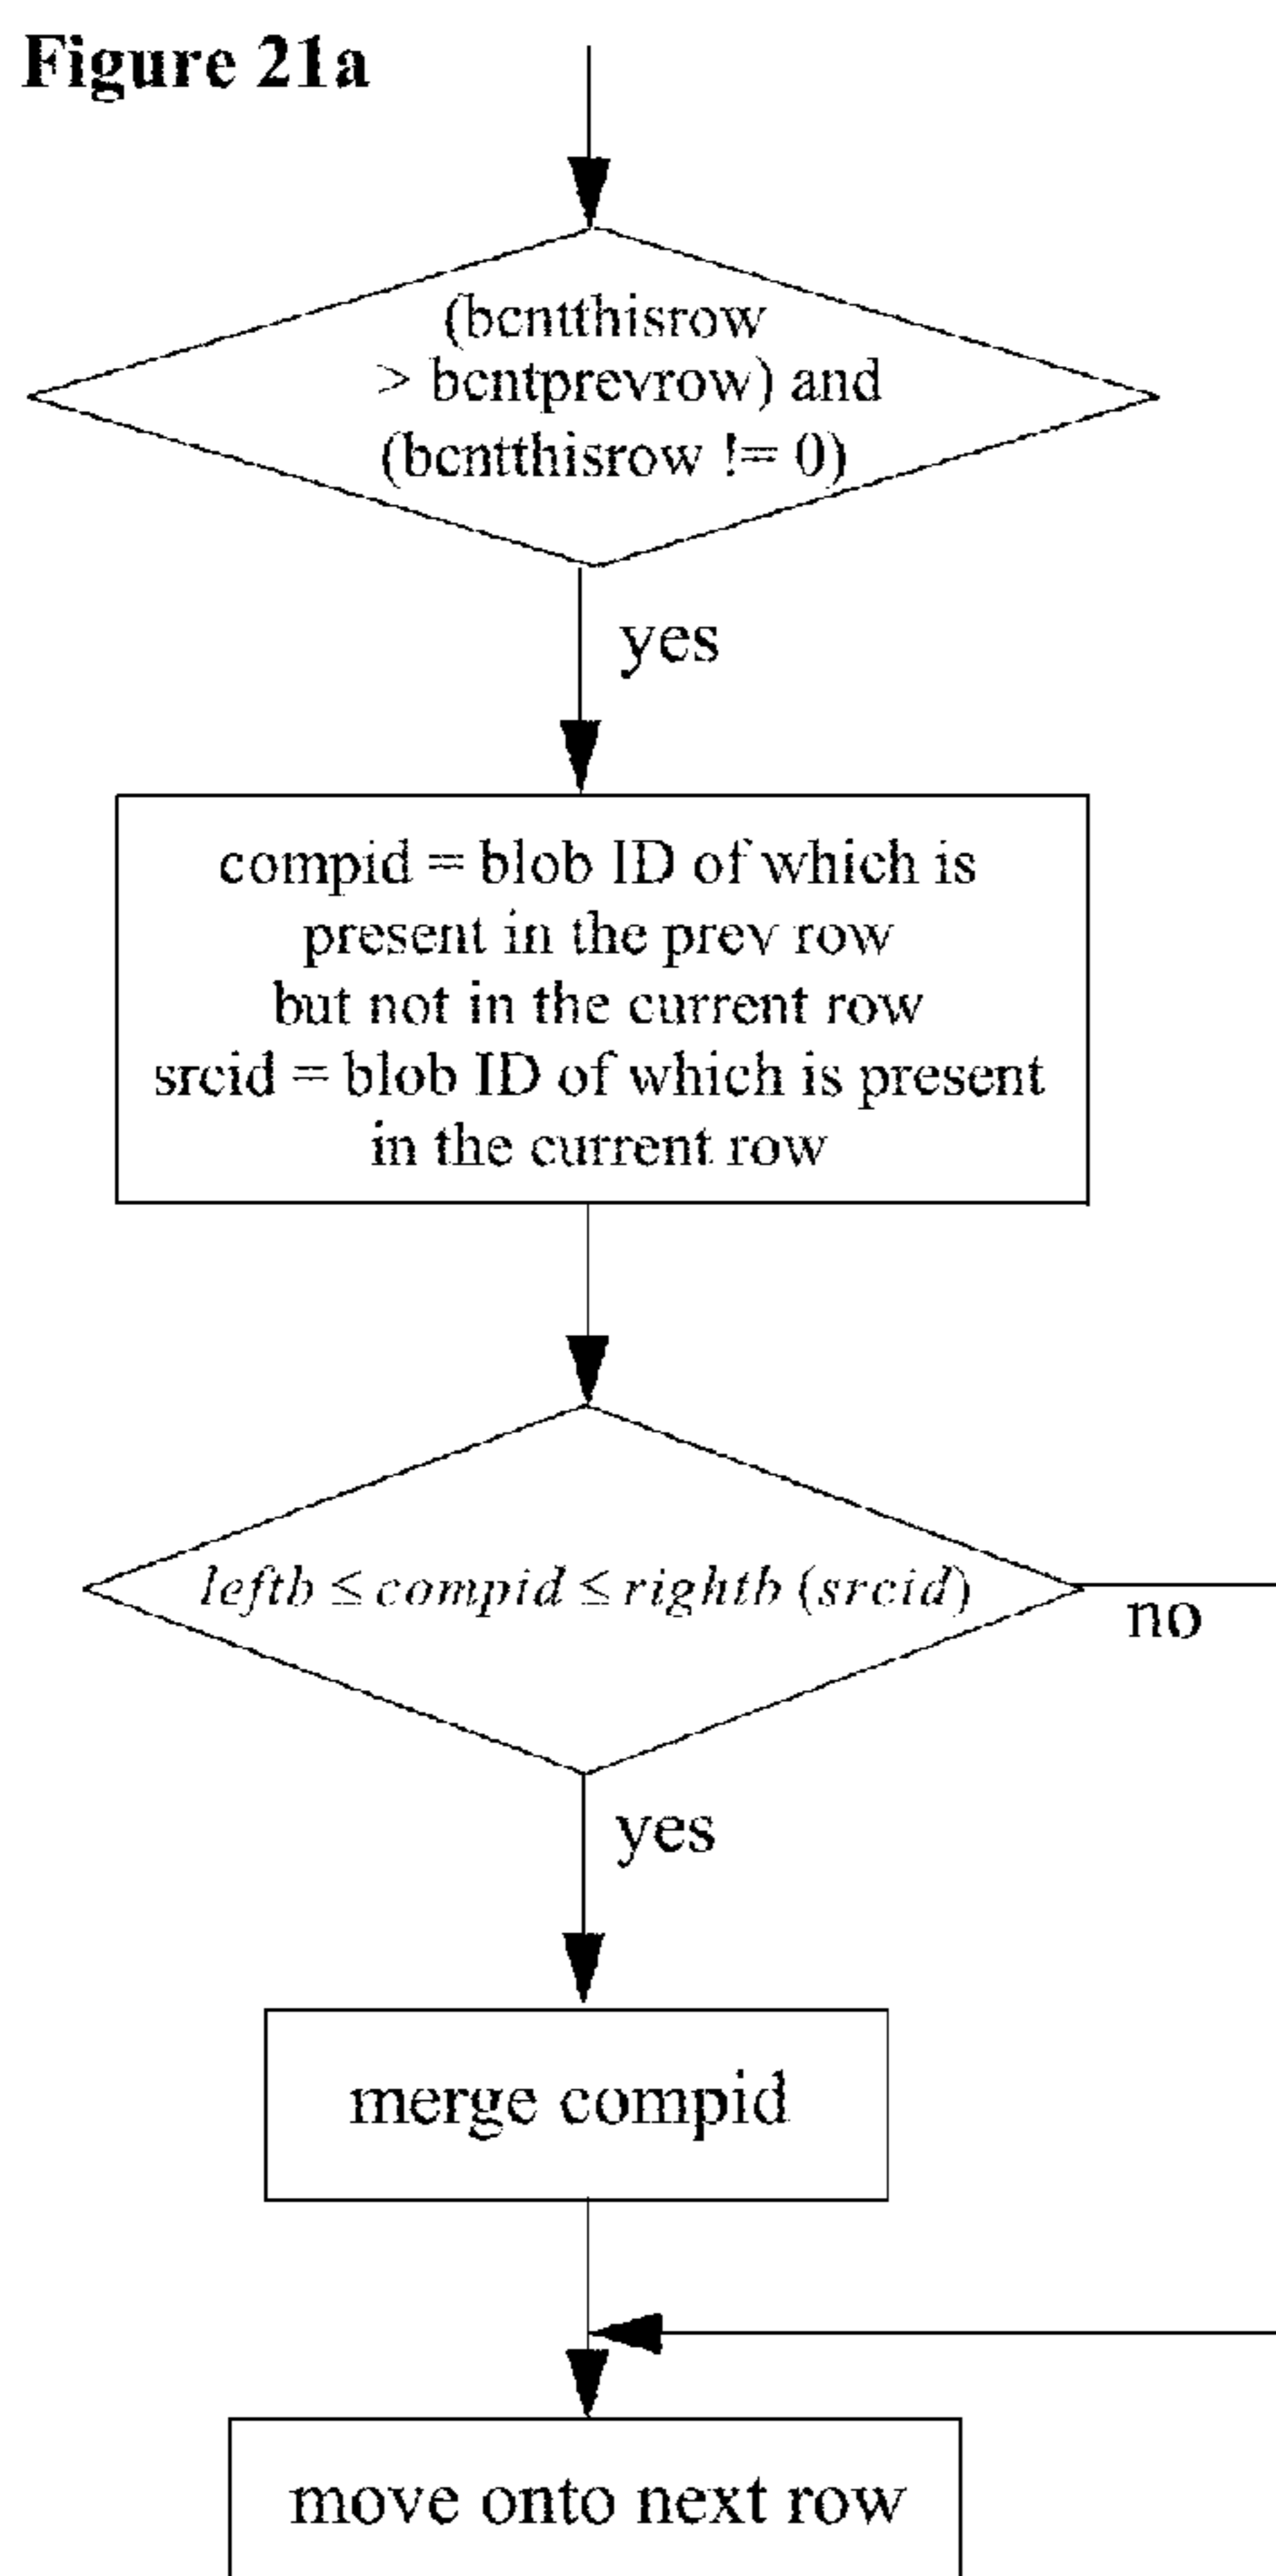 Figure 21a
(bcntthisrow
> bcntprevrow) and
(bcntthisrow != 0)
yes
compid = blob ID of which is
present in the prev row
but not in the current row
srcid = blob ID of which is present
in the current row
leftb ≤ compid ≤ rightb (srcid)
no
yes
merge compid
move onto next row